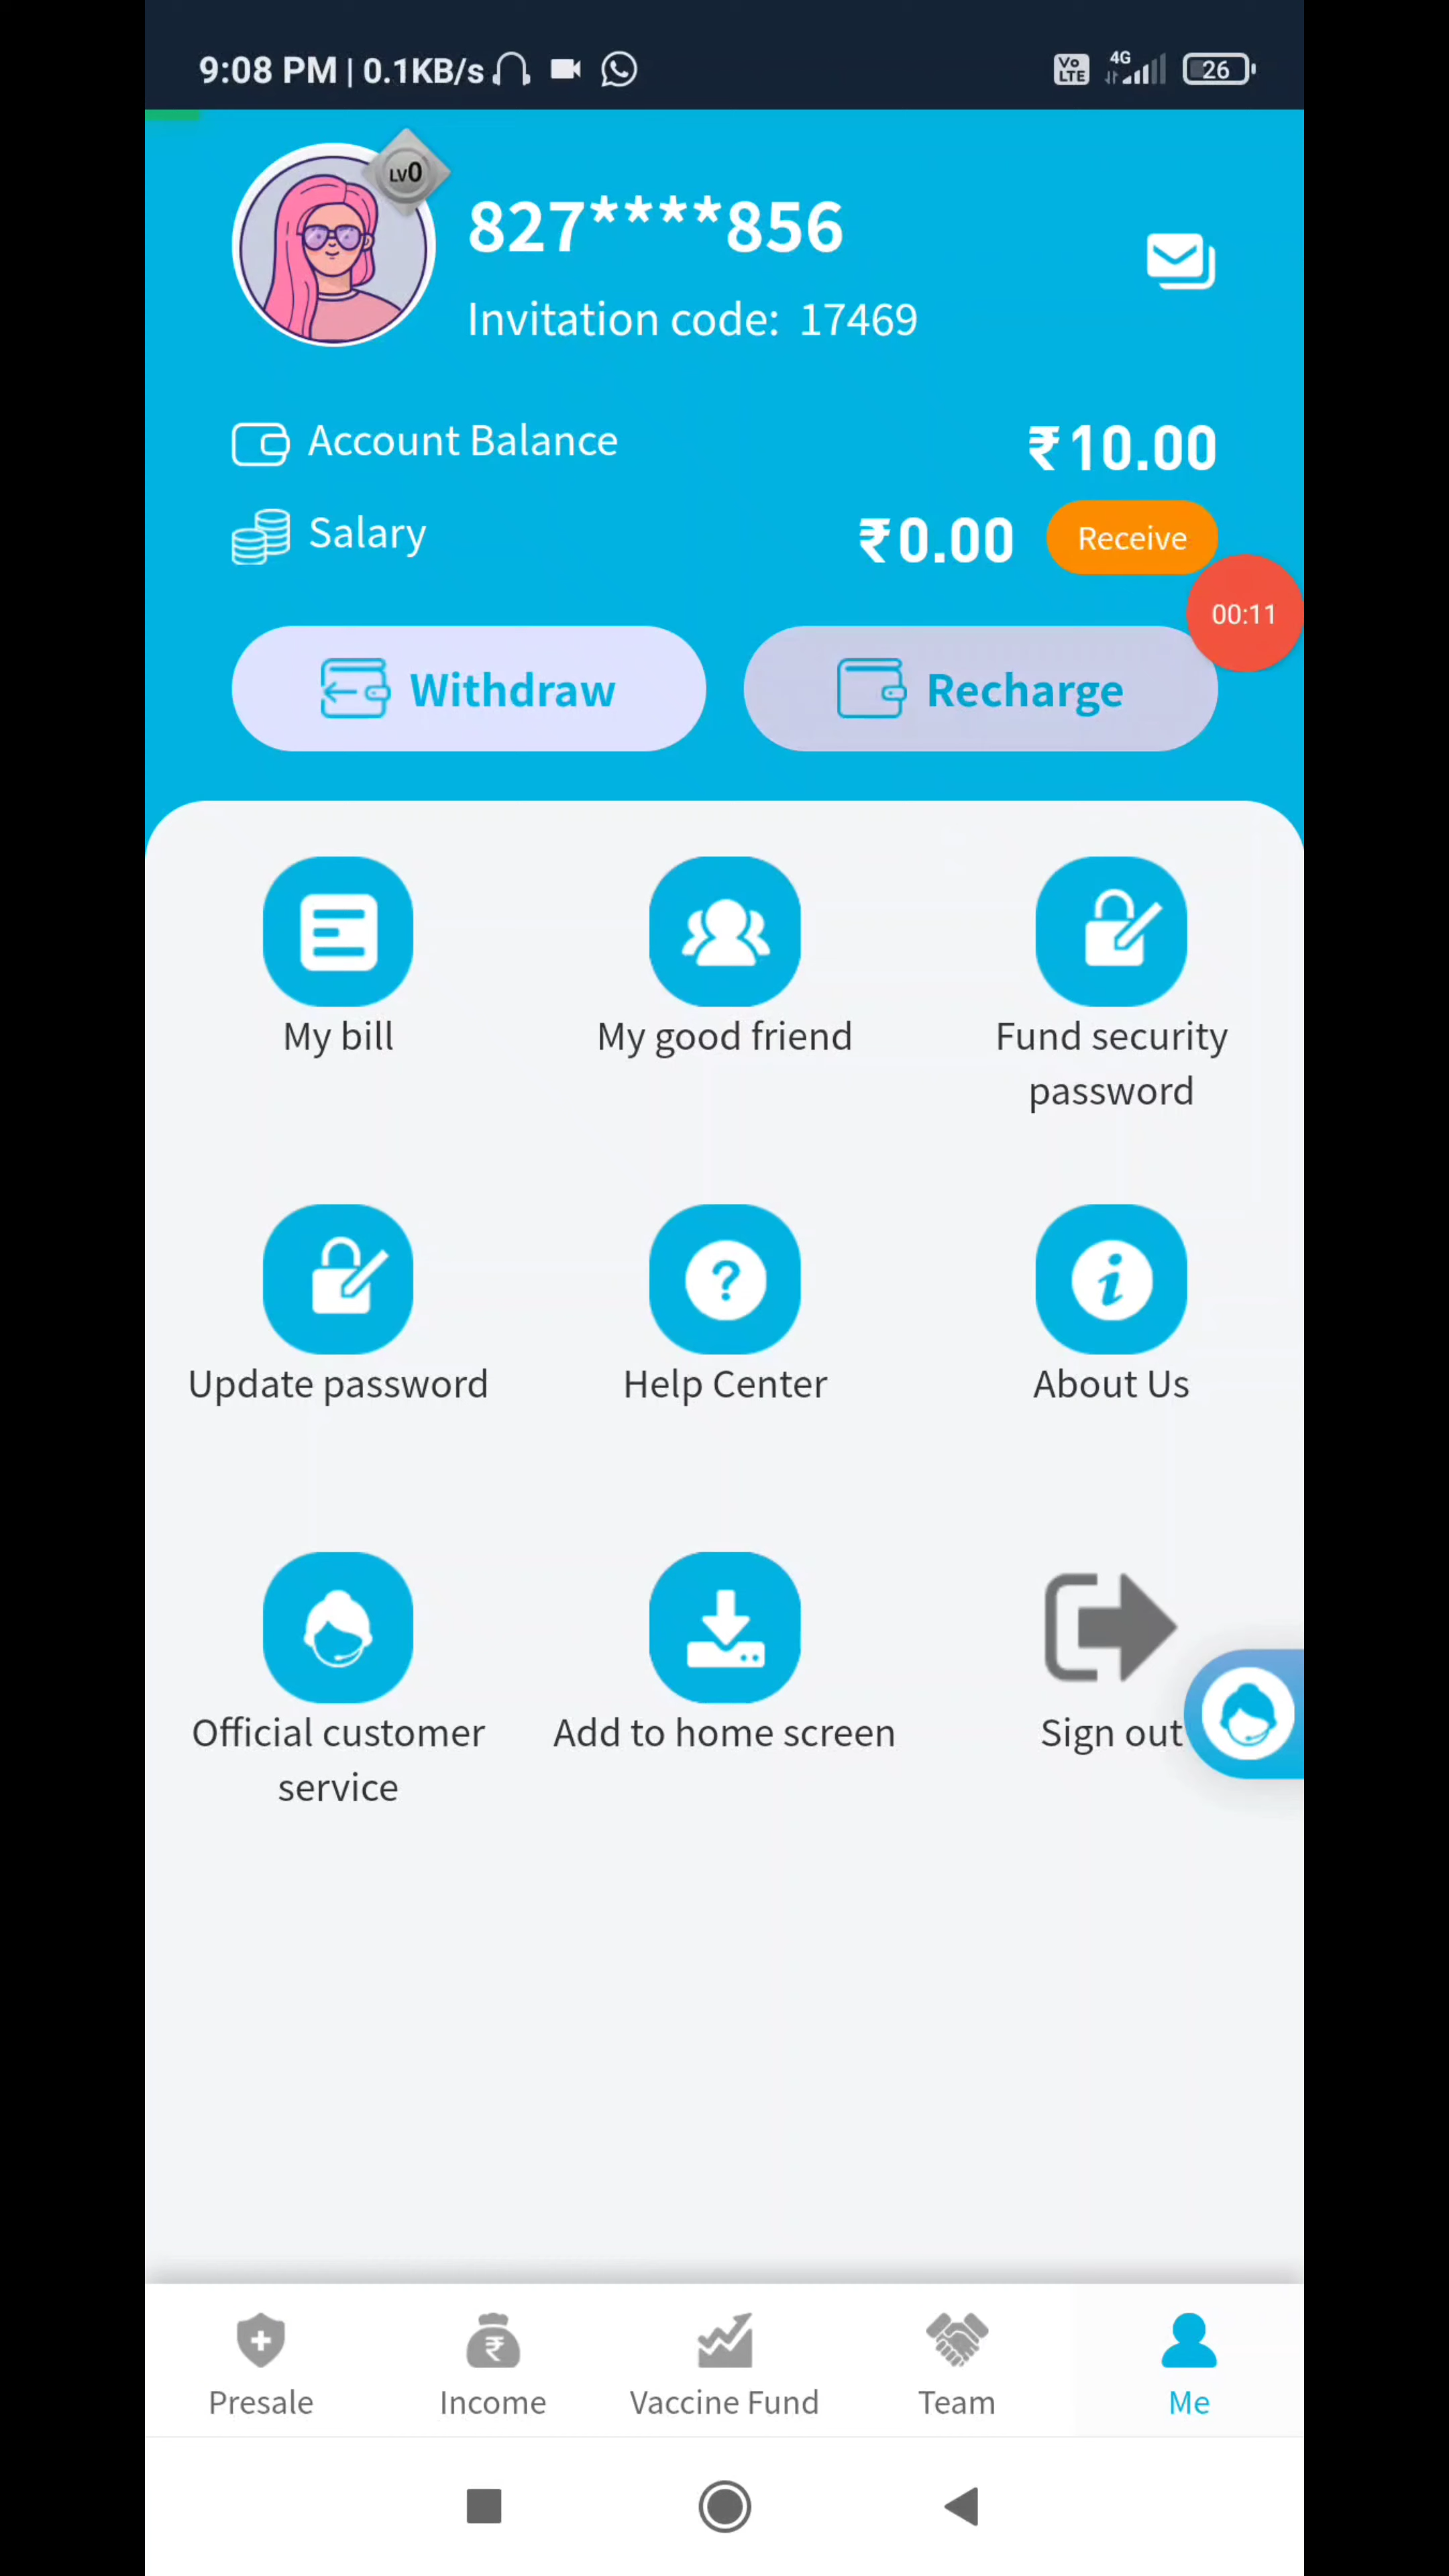 9:08 PM | 0.1KB/s
Vo LTE 4G 26
LV0
827****856
Invitation code: 17469
Account Balance ₹10.00
Salary ₹0.00 Receive
00:11
Withdraw Recharge
My bill My good friend Fund security
password
Update password Help Center About Us
Official customer Add to home screen Sign out
service
Presale Income Vaccine Fund Team Me